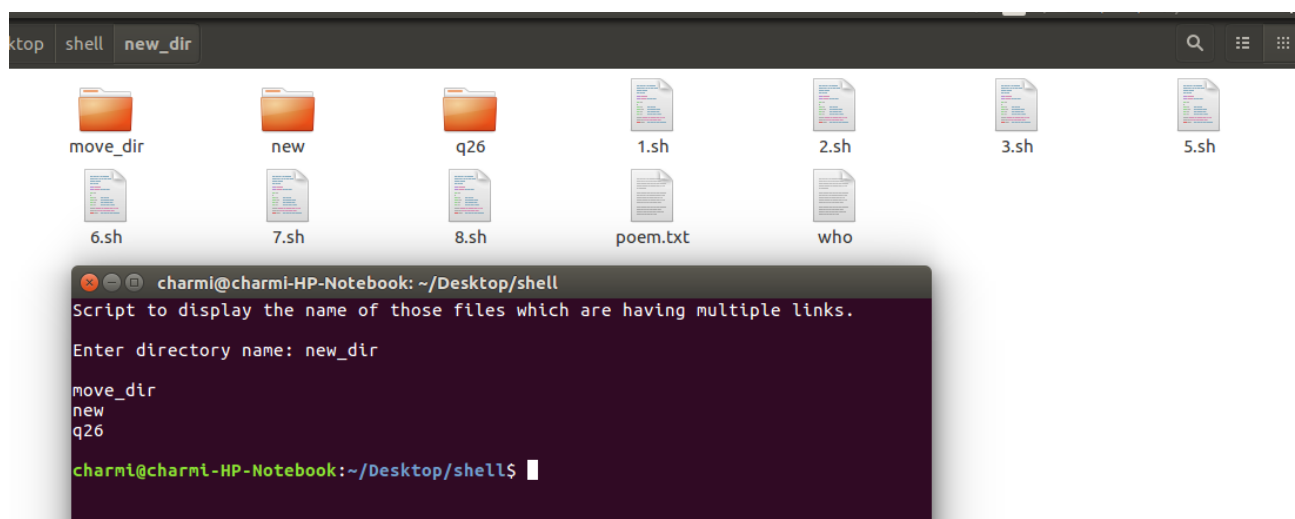 ktop shell new_dir
move_dir new q26 1.sh 2.sh 3.sh 5.sh
6.sh 7.sh 8.sh poem.txt who
charmi@charmi-HP-Notebook: ~/Desktop/shell
Script to display the name of those files which are having multiple links.
Enter directory name: new_dir
move_dir
new
q26
charmi@charmi-HP-Notebook:~/Desktop/shell$